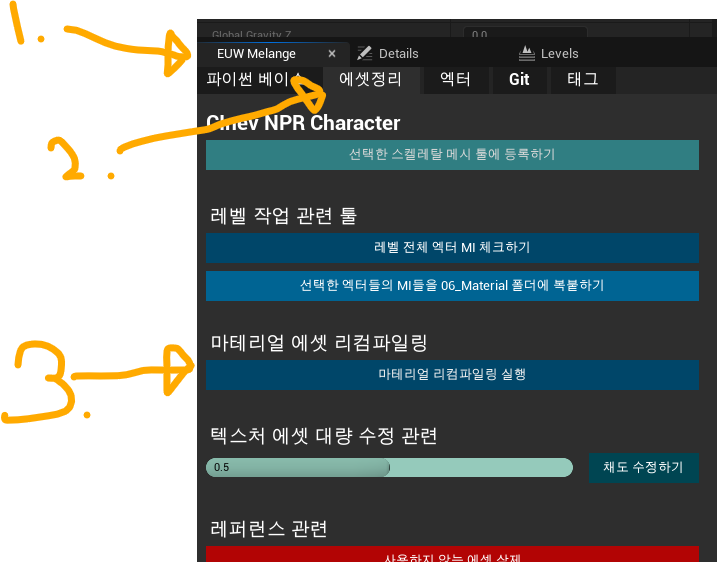 1.
Global Gravity Z
0.0
EUW Melange × Details Levels
파이썬 베이스 에셋정리 엑터 Git 태그
2.
Cinev NPR Character
선택한 스켈레탈 메시 툴에 등록하기
레벨 작업 관련 툴
레벨 전체 엑터 MI 체크하기
선택한 엑터들의 MI들을 06_Material 폴더에 복붙하기
3.
마테리얼 에셋 리컴파일링
마테리얼 리컴파일링 실행
텍스처 에셋 대량 수정 관련
0.5 채도 수정하기
레퍼런스 관련
사용하지 않는 에셋 삭제